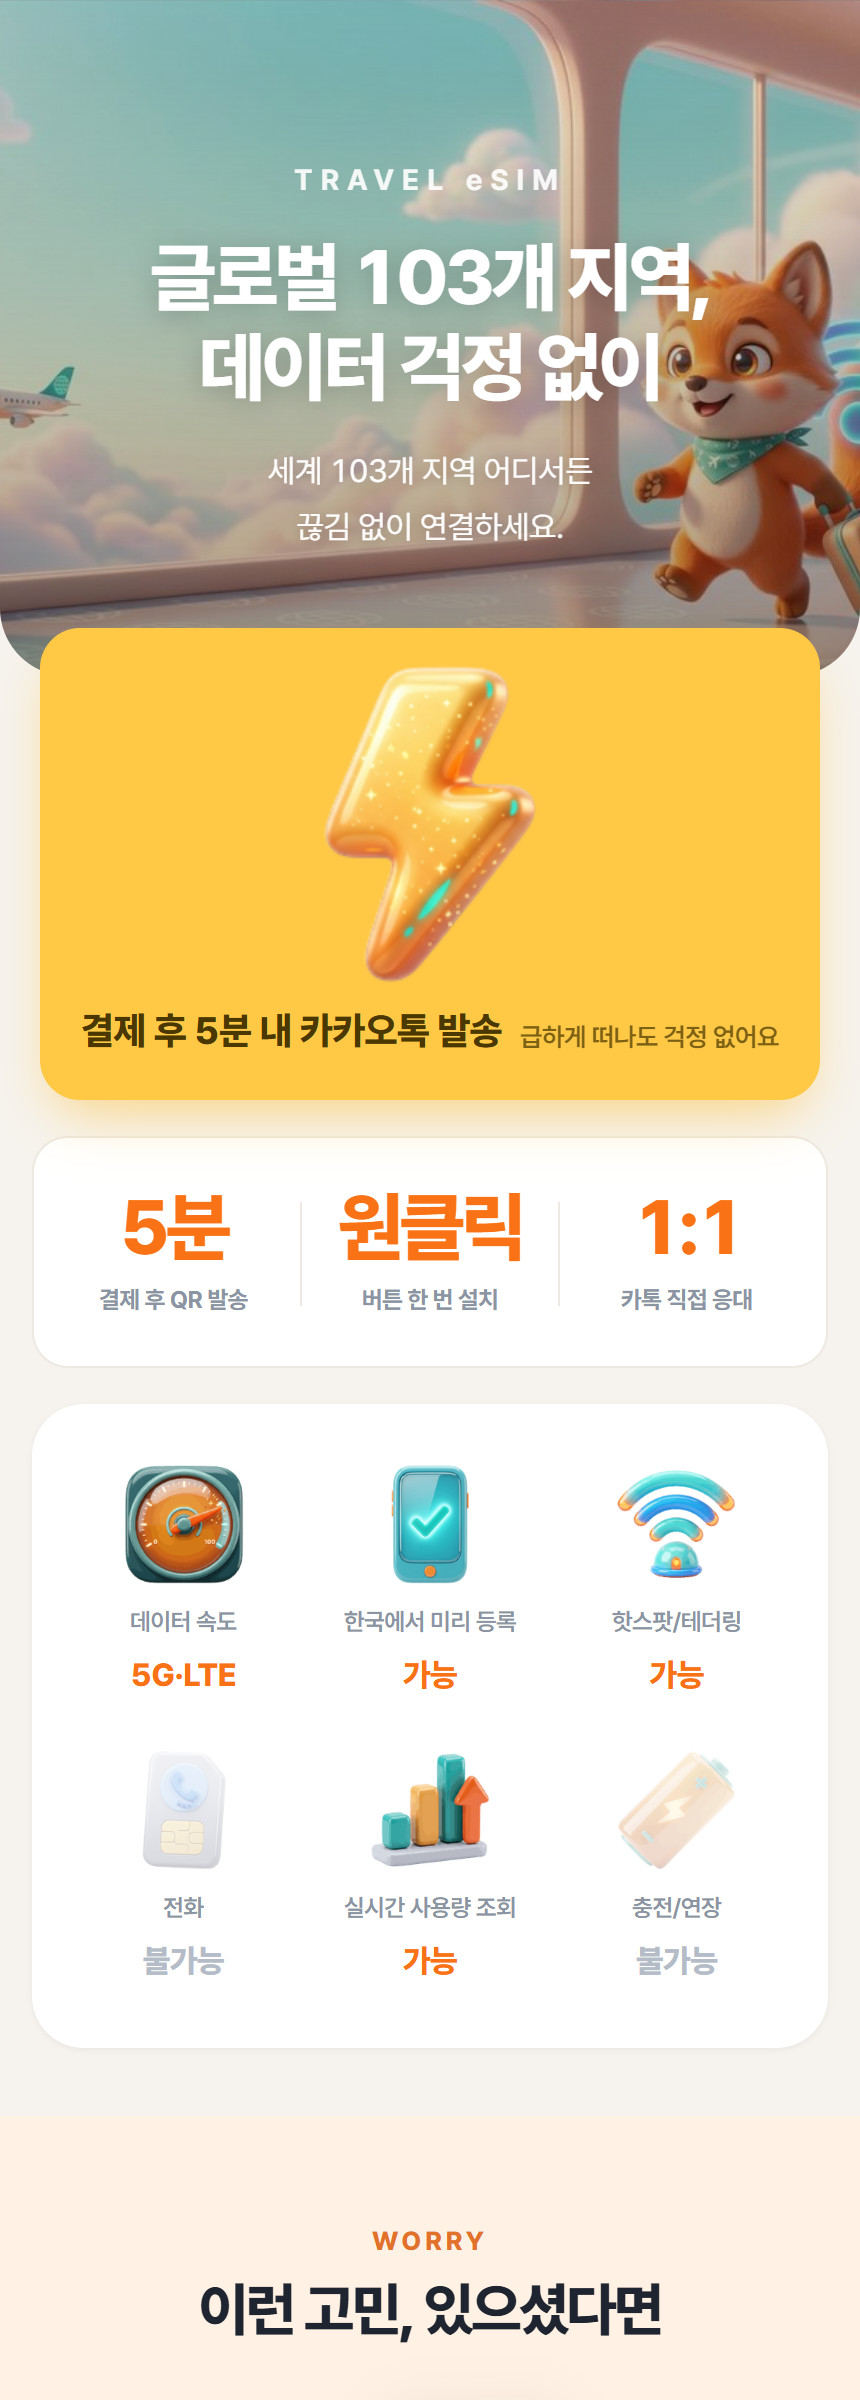 TRAVEL eSIM
글로벌 103개 지역,
데이터 걱정 없이
세계 103개 지역 어디서든
끊김 없이 연결하세요.
결제 후 5분 내 카카오톡 발송 급하게 떠나도 걱정 없어요
5분 원클릭 1:1
결제 후 QR 발송 버튼 한 번 설치 카톡 직접 응대
0 100
데이터 속도 한국에서 미리 등록 핫스팟/테더링
5G·LTE 가능 가능
전화 실시간 사용량 조회 충전/연장
불가능 가능 불가능
WORRY
이런 고민, 있으셨다면